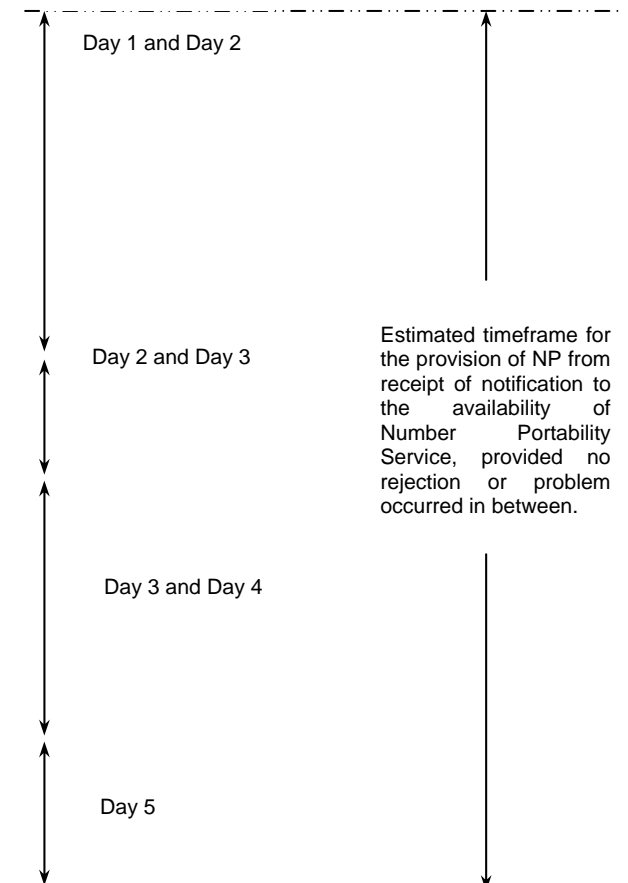 Day 1 and Day 2
Day 2 and Day 3
Estimated timeframe for
the provision of NP from
receipt of notification to
the availability of
Number Portability
Service, provided no
rejection or problem
occurred in between.
Day 3 and Day 4
Day 5